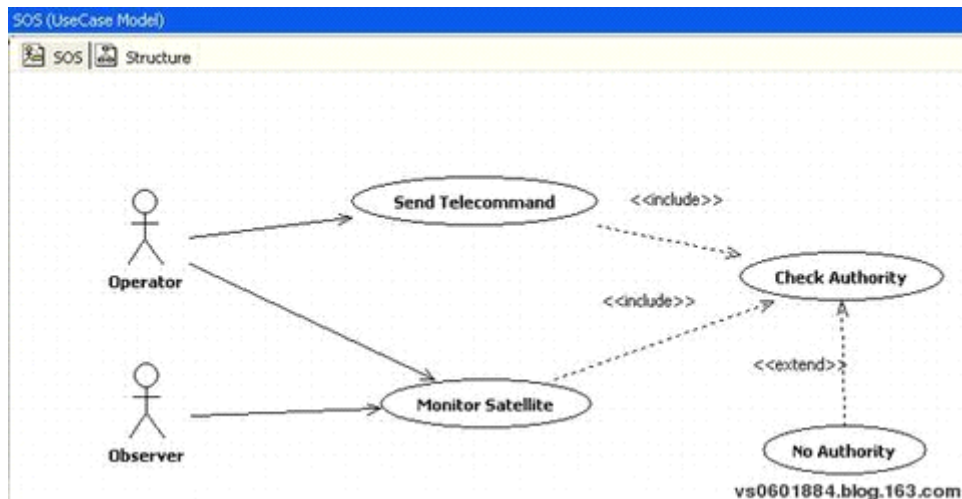 SOS (UseCase Model)
SOS Structure
Send Telecommand
<<include>>
Operator
Check Authority
<<include>>
<<extend>>
Monitor Satellite
Observer
No Authority
vs0601884.blog.163.com